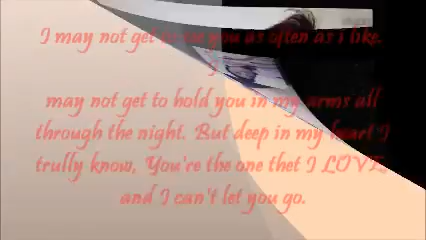 I may not get to see you as often as i like.
I
may not get to hold you in my arms all
through the night. But deep in my heart I
trully know, You're the one thet I LOVE,
and I can't let you go.